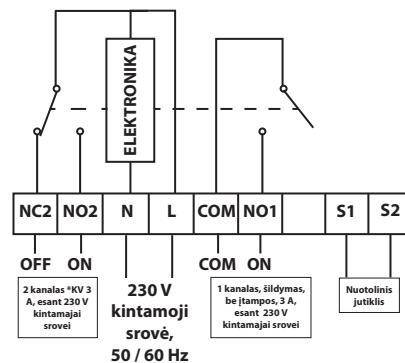 ELEKTRONIKA
NC2 NO2 N L COM NO1 S1 S2
OFF ON COM ON
2 kanalas *KV 3
A, esant 230 V
kintamajai
srovei
230 V
kintamoji
srovė,
50 / 60 Hz
1 kanalas, šildymas,
be įtampos, 3 A,
esant 230 V
kintamajai srovei
Nuotolinis
jutiklis